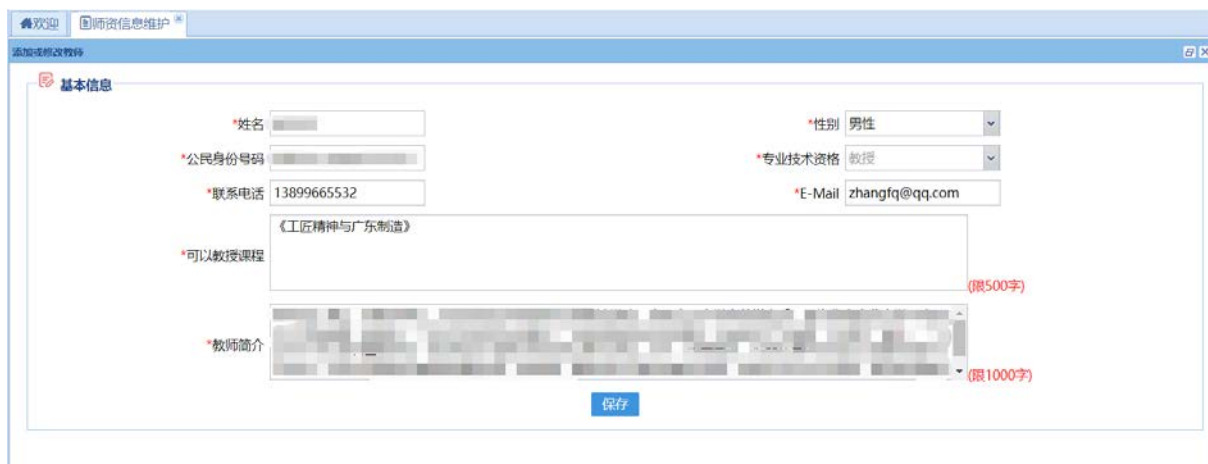 欢迎 师资信息维护
添加或修改教师
基本信息
*姓名 *性别 男性
*公民身份号码 *专业技术资格 教授
*联系电话 13899665532 *E-Mail zhangfq@qq.com
*可以教授课程 《工匠精神与广东制造》
(限500字)
*教师简介
(限1000字)
保存